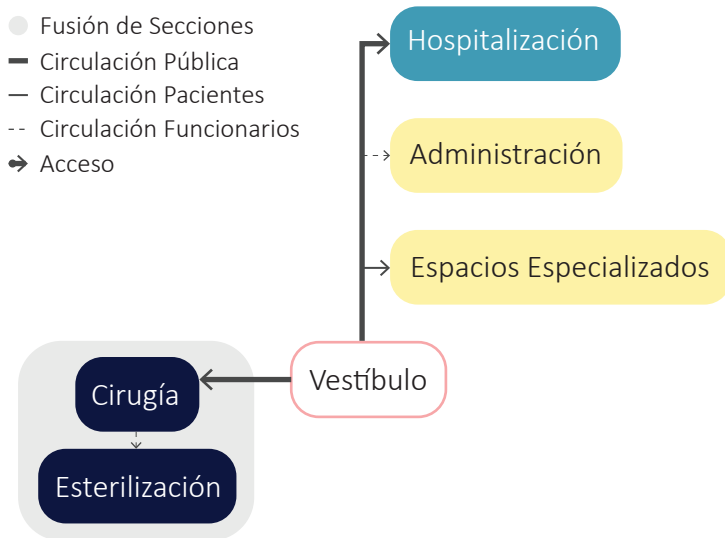 Fusión de Secciones
Circulación Pública
Circulación Pacientes
Circulación Funcionarios
Acceso
Hospitalización
Administración
Espacios Especializados
Vestíbulo
Cirugía
Esterilización